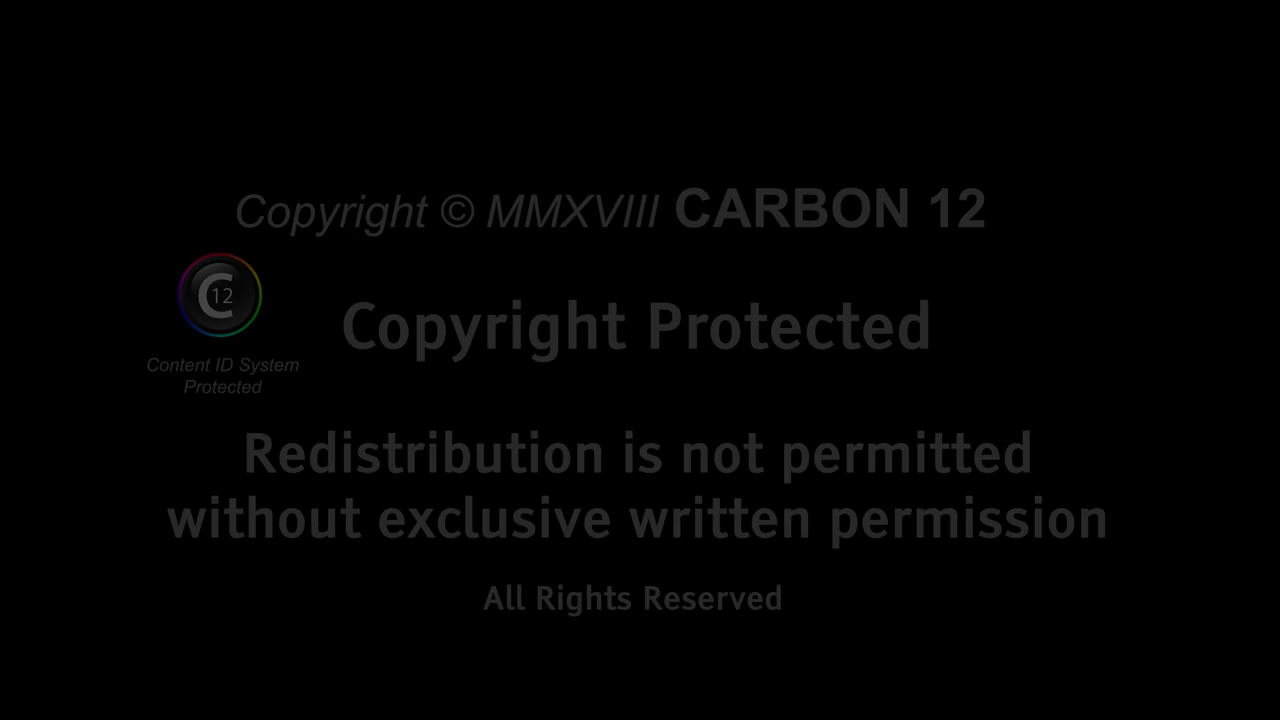 Copyright © MMXVIII CARBON 12
C 12
Copyright Protected
Content ID System
Protected
Redistribution is not permitted
without exclusive written permission
All Rights Reserved